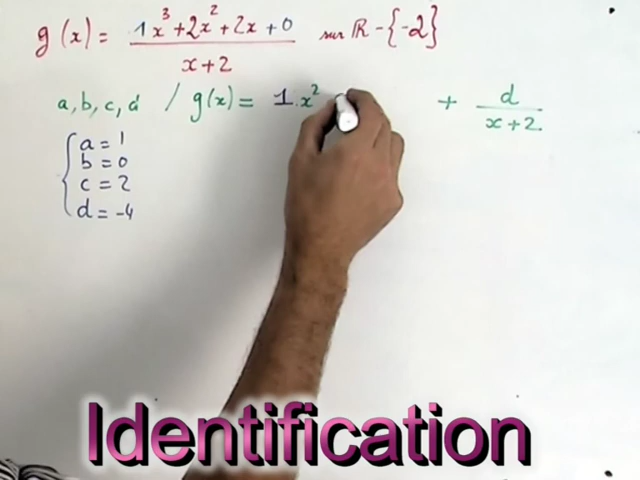 g(x) = (1x³+2x²+2x+0)/(x+2) sur ℝ-{-2}
a, b, c, d / g(x) = 1.x² + d/(x+2)
a = 1
b = 0
c = 2
d = -4
Identification